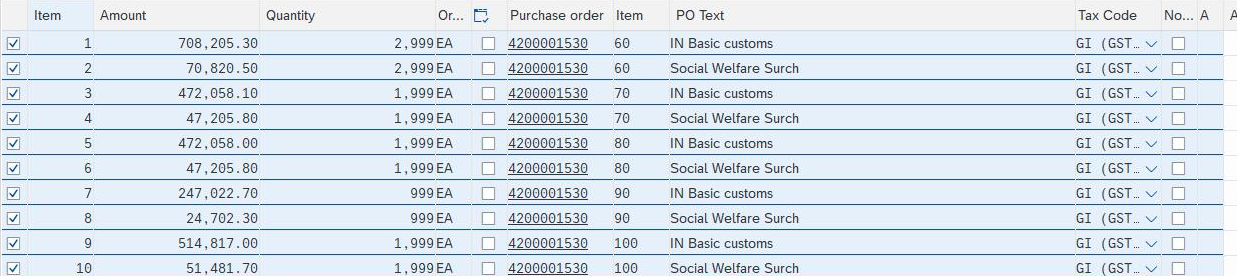 Item Amount Quantity Or... Purchase order Item PO Text Tax Code No... A A
1 708,205.30 2,999 EA 4200001530 60 IN Basic customs GI (GST…
2 70,820.50 2,999 EA 4200001530 60 Social Welfare Surch GI (GST…
3 472,058.10 1,999 EA 4200001530 70 IN Basic customs GI (GST…
4 47,205.80 1,999 EA 4200001530 70 Social Welfare Surch GI (GST…
5 472,058.00 1,999 EA 4200001530 80 IN Basic customs GI (GST…
6 47,205.80 1,999 EA 4200001530 80 Social Welfare Surch GI (GST…
7 247,022.70 999 EA 4200001530 90 IN Basic customs GI (GST…
8 24,702.30 999 EA 4200001530 90 Social Welfare Surch GI (GST…
9 514,817.00 1,999 EA 4200001530 100 IN Basic customs GI (GST…
10 51,481.70 1,999 EA 4200001530 100 Social Welfare Surch GI (GST…